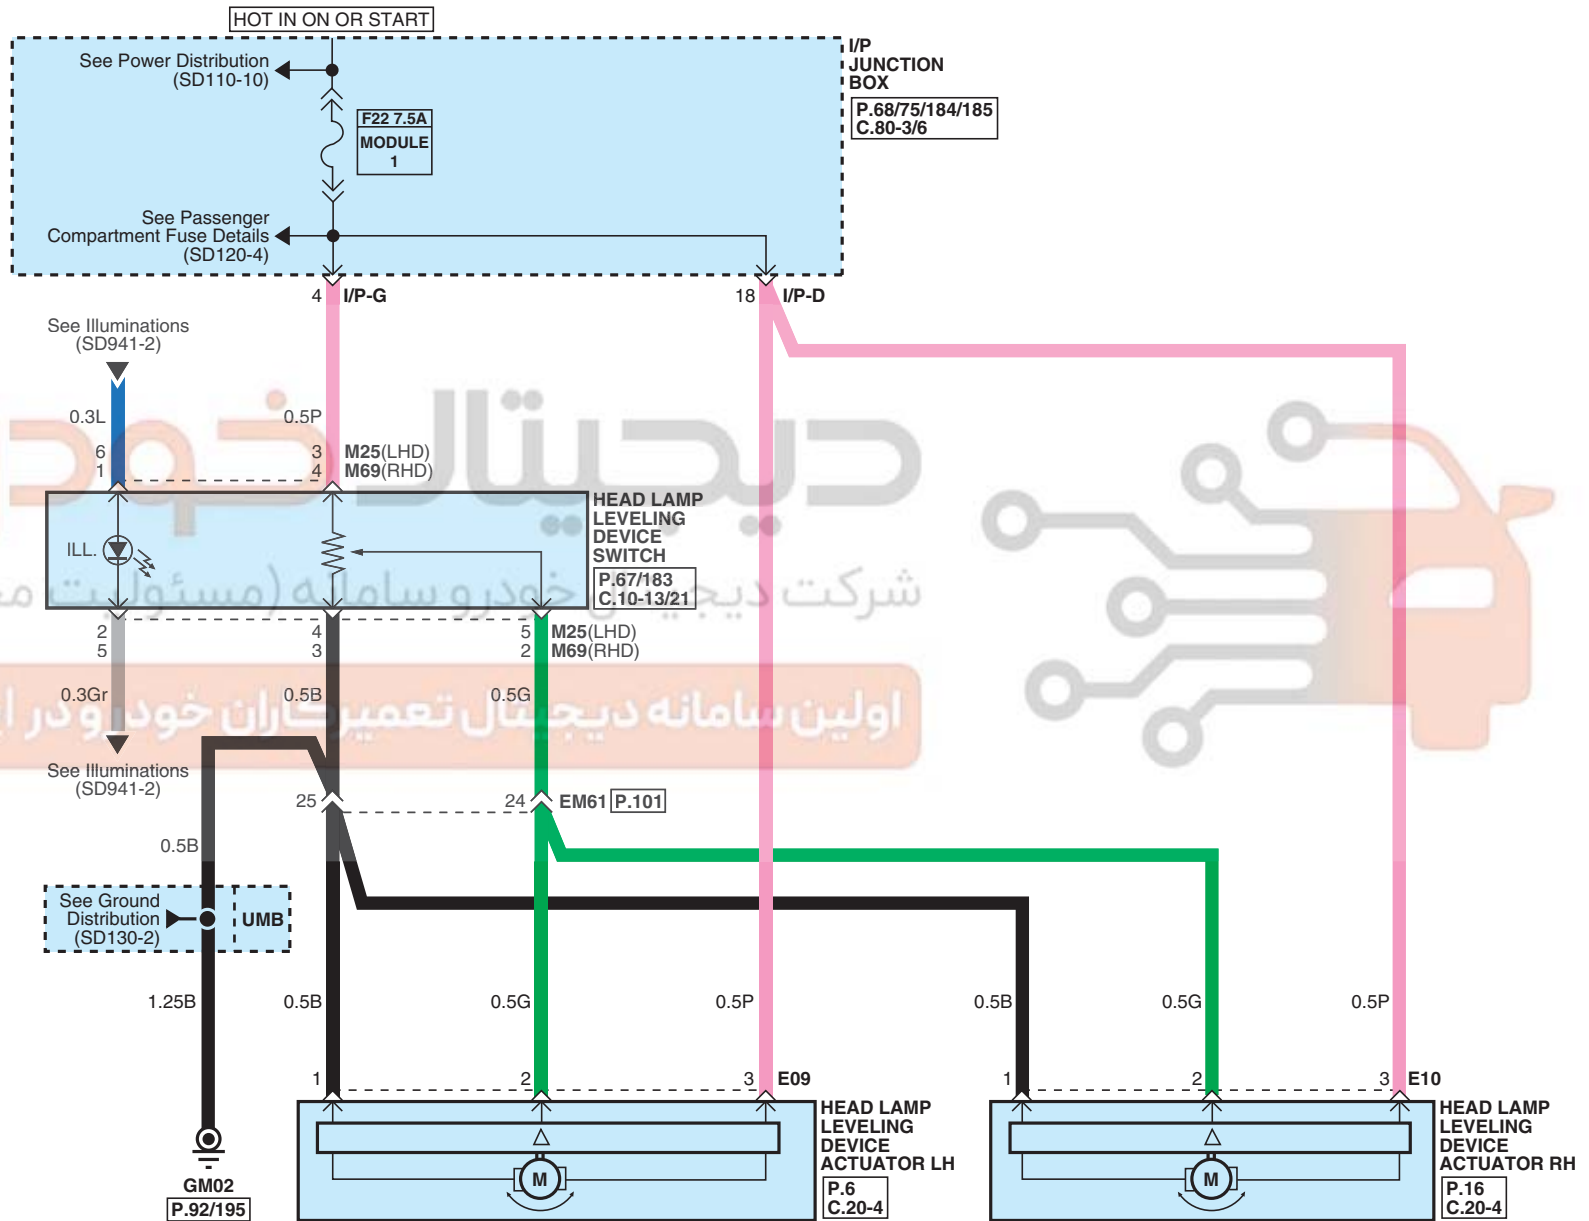 HOT IN ON OR START
See Power Distribution
(SD110-10)
F22 7.5A
MODULE
1
I/P
JUNCTION
BOX
P.68/75/184/185
C.80-3/6
See Passenger
Compartment Fuse Details
(SD120-4)
4 I/P-G
18 I/P-D
See Illuminations
(SD941-2)
0.3L
0.5P
6 3 M25(LHD)
1 4 M69(RHD)
دیجیتال خودرو
ILL.
HEAD LAMP
LEVELING
DEVICE
SWITCH
P.67/183
C.10-13/21
شرکت دیجیتال خودرو سامانه (مسئولیت
2 4 5 M25(LHD)
5 3 2 M69(RHD)
0.3Gr
0.5B
0.5G
اولین سامانه دیجیتال تعمیرکاران خودرو در
See Illuminations
(SD941-2)
25
24 EM61 P.101
0.5B
See Ground
Distribution
(SD130-2)
UMB
1.25B
0.5B
0.5G
0.5P
0.5B
0.5G
0.5P
1 2 3 E09
1 2 3 E10
HEAD LAMP
LEVELING
DEVICE
ACTUATOR LH
P.6
C.20-4
M
HEAD LAMP
LEVELING
DEVICE
ACTUATOR RH
P.16
C.20-4
M
GM02
P.92/195